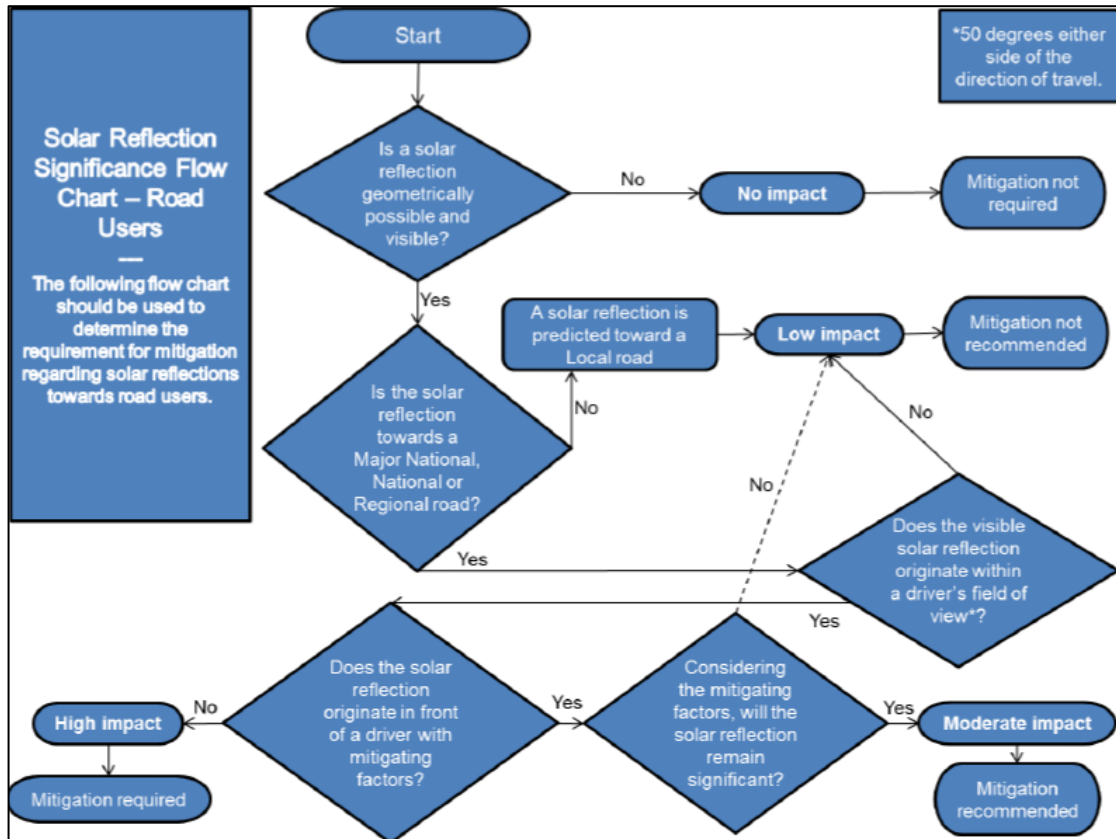 Solar Reflection
Significance Flow
Chart – Road
Users
---
The following flow chart
should be used to
determine the
requirement for mitigation
regarding solar reflections
towards road users.
Start
*50 degrees either
side of the
direction of travel.
Is a solar
reflection
geometrically
possible and
visible?
No
No impact
Mitigation not
required
Yes
A solar reflection is
predicted toward a
Local road
Low impact
Mitigation not
recommended
Is the solar
reflection
towards a
Major National,
National or
Regional road?
No
No
No
Yes
Does the visible
solar reflection
originate within
a driver's field of
view*?
Yes
Does the solar
reflection
originate in front
of a driver with
mitigating
factors?
No
High impact
Mitigation required
Yes
Considering
the mitigating
factors, will the
solar reflection
remain
significant?
Yes
Moderate impact
Mitigation
recommended